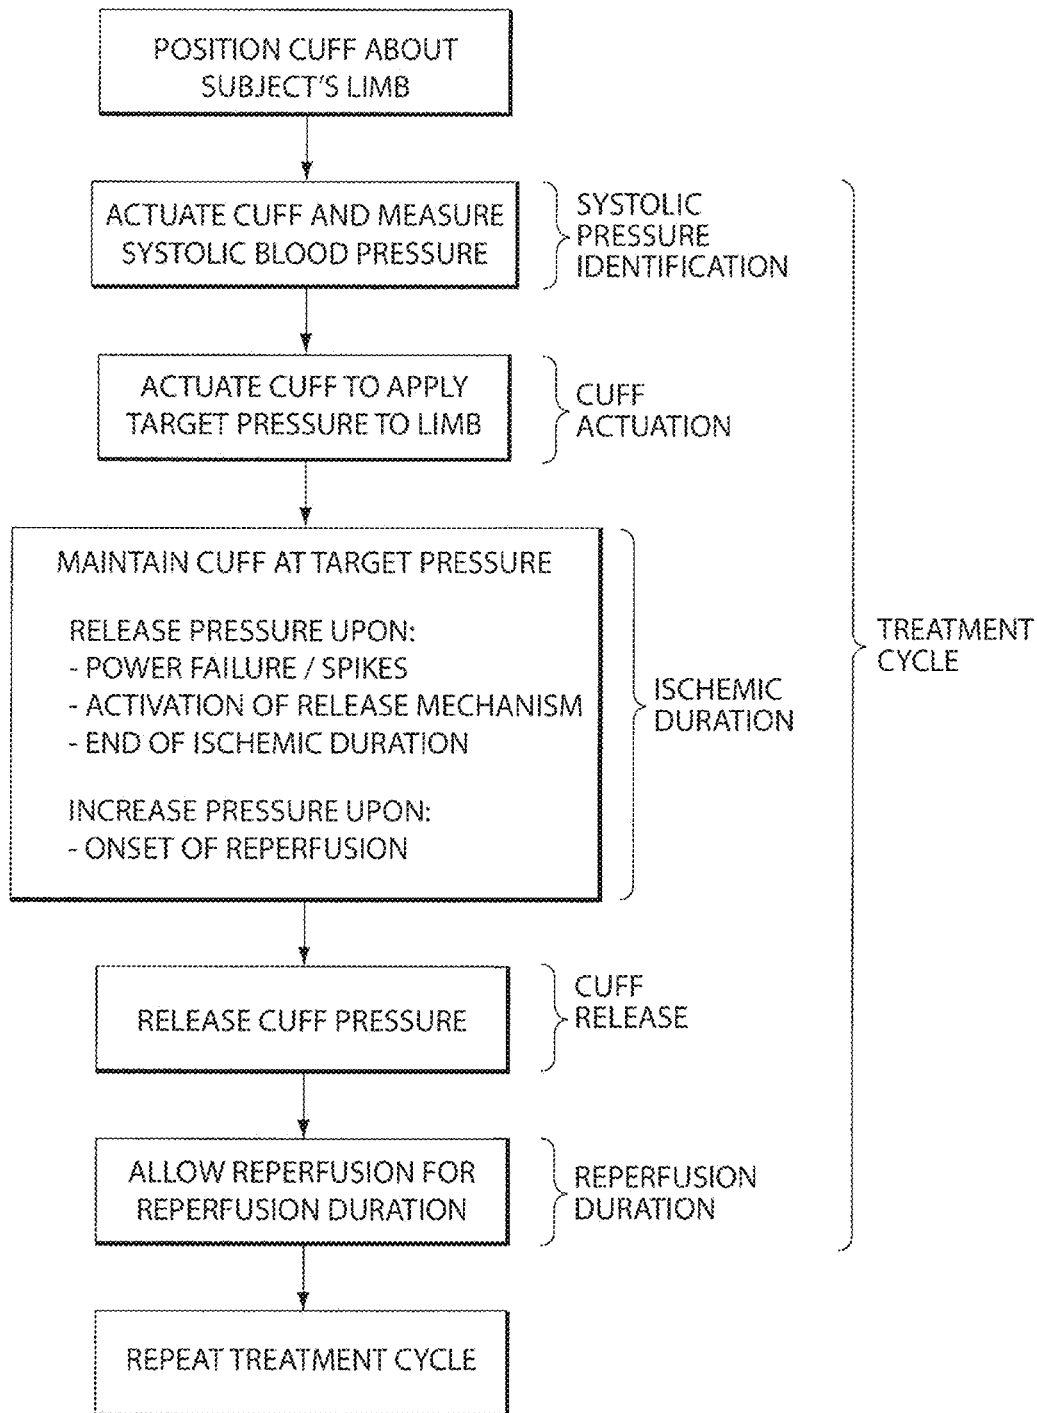 POSITION CUFF ABOUT
SUBJECT'S LIMB
ACTUATE CUFF AND MEASURE
SYSTOLIC BLOOD PRESSURE
SYSTOLIC
PRESSURE
IDENTIFICATION
ACTUATE CUFF TO APPLY
TARGET PRESSURE TO LIMB
CUFF
ACTUATION
MAINTAIN CUFF AT TARGET PRESSURE
RELEASE PRESSURE UPON:
- POWER FAILURE / SPIKES
- ACTIVATION OF RELEASE MECHANISM
- END OF ISCHEMIC DURATION
INCREASE PRESSURE UPON:
- ONSET OF REPERFUSION
ISCHEMIC
DURATION
TREATMENT
CYCLE
RELEASE CUFF PRESSURE
CUFF
RELEASE
ALLOW REPERFUSION FOR
REPERFUSION DURATION
REPERFUSION
DURATION
REPEAT TREATMENT CYCLE